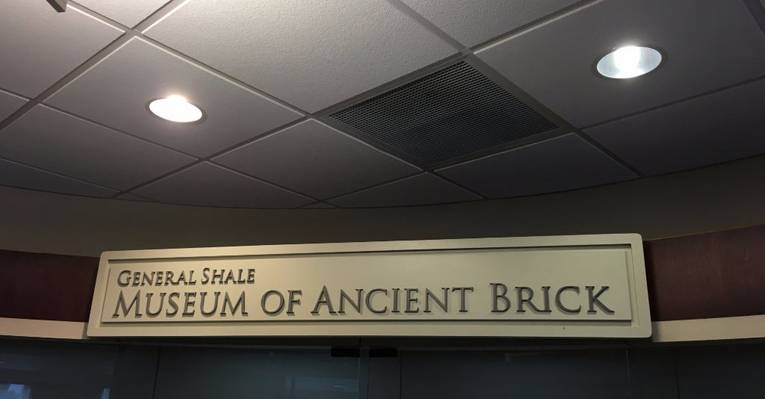 General Shale
Museum of Ancient Brick